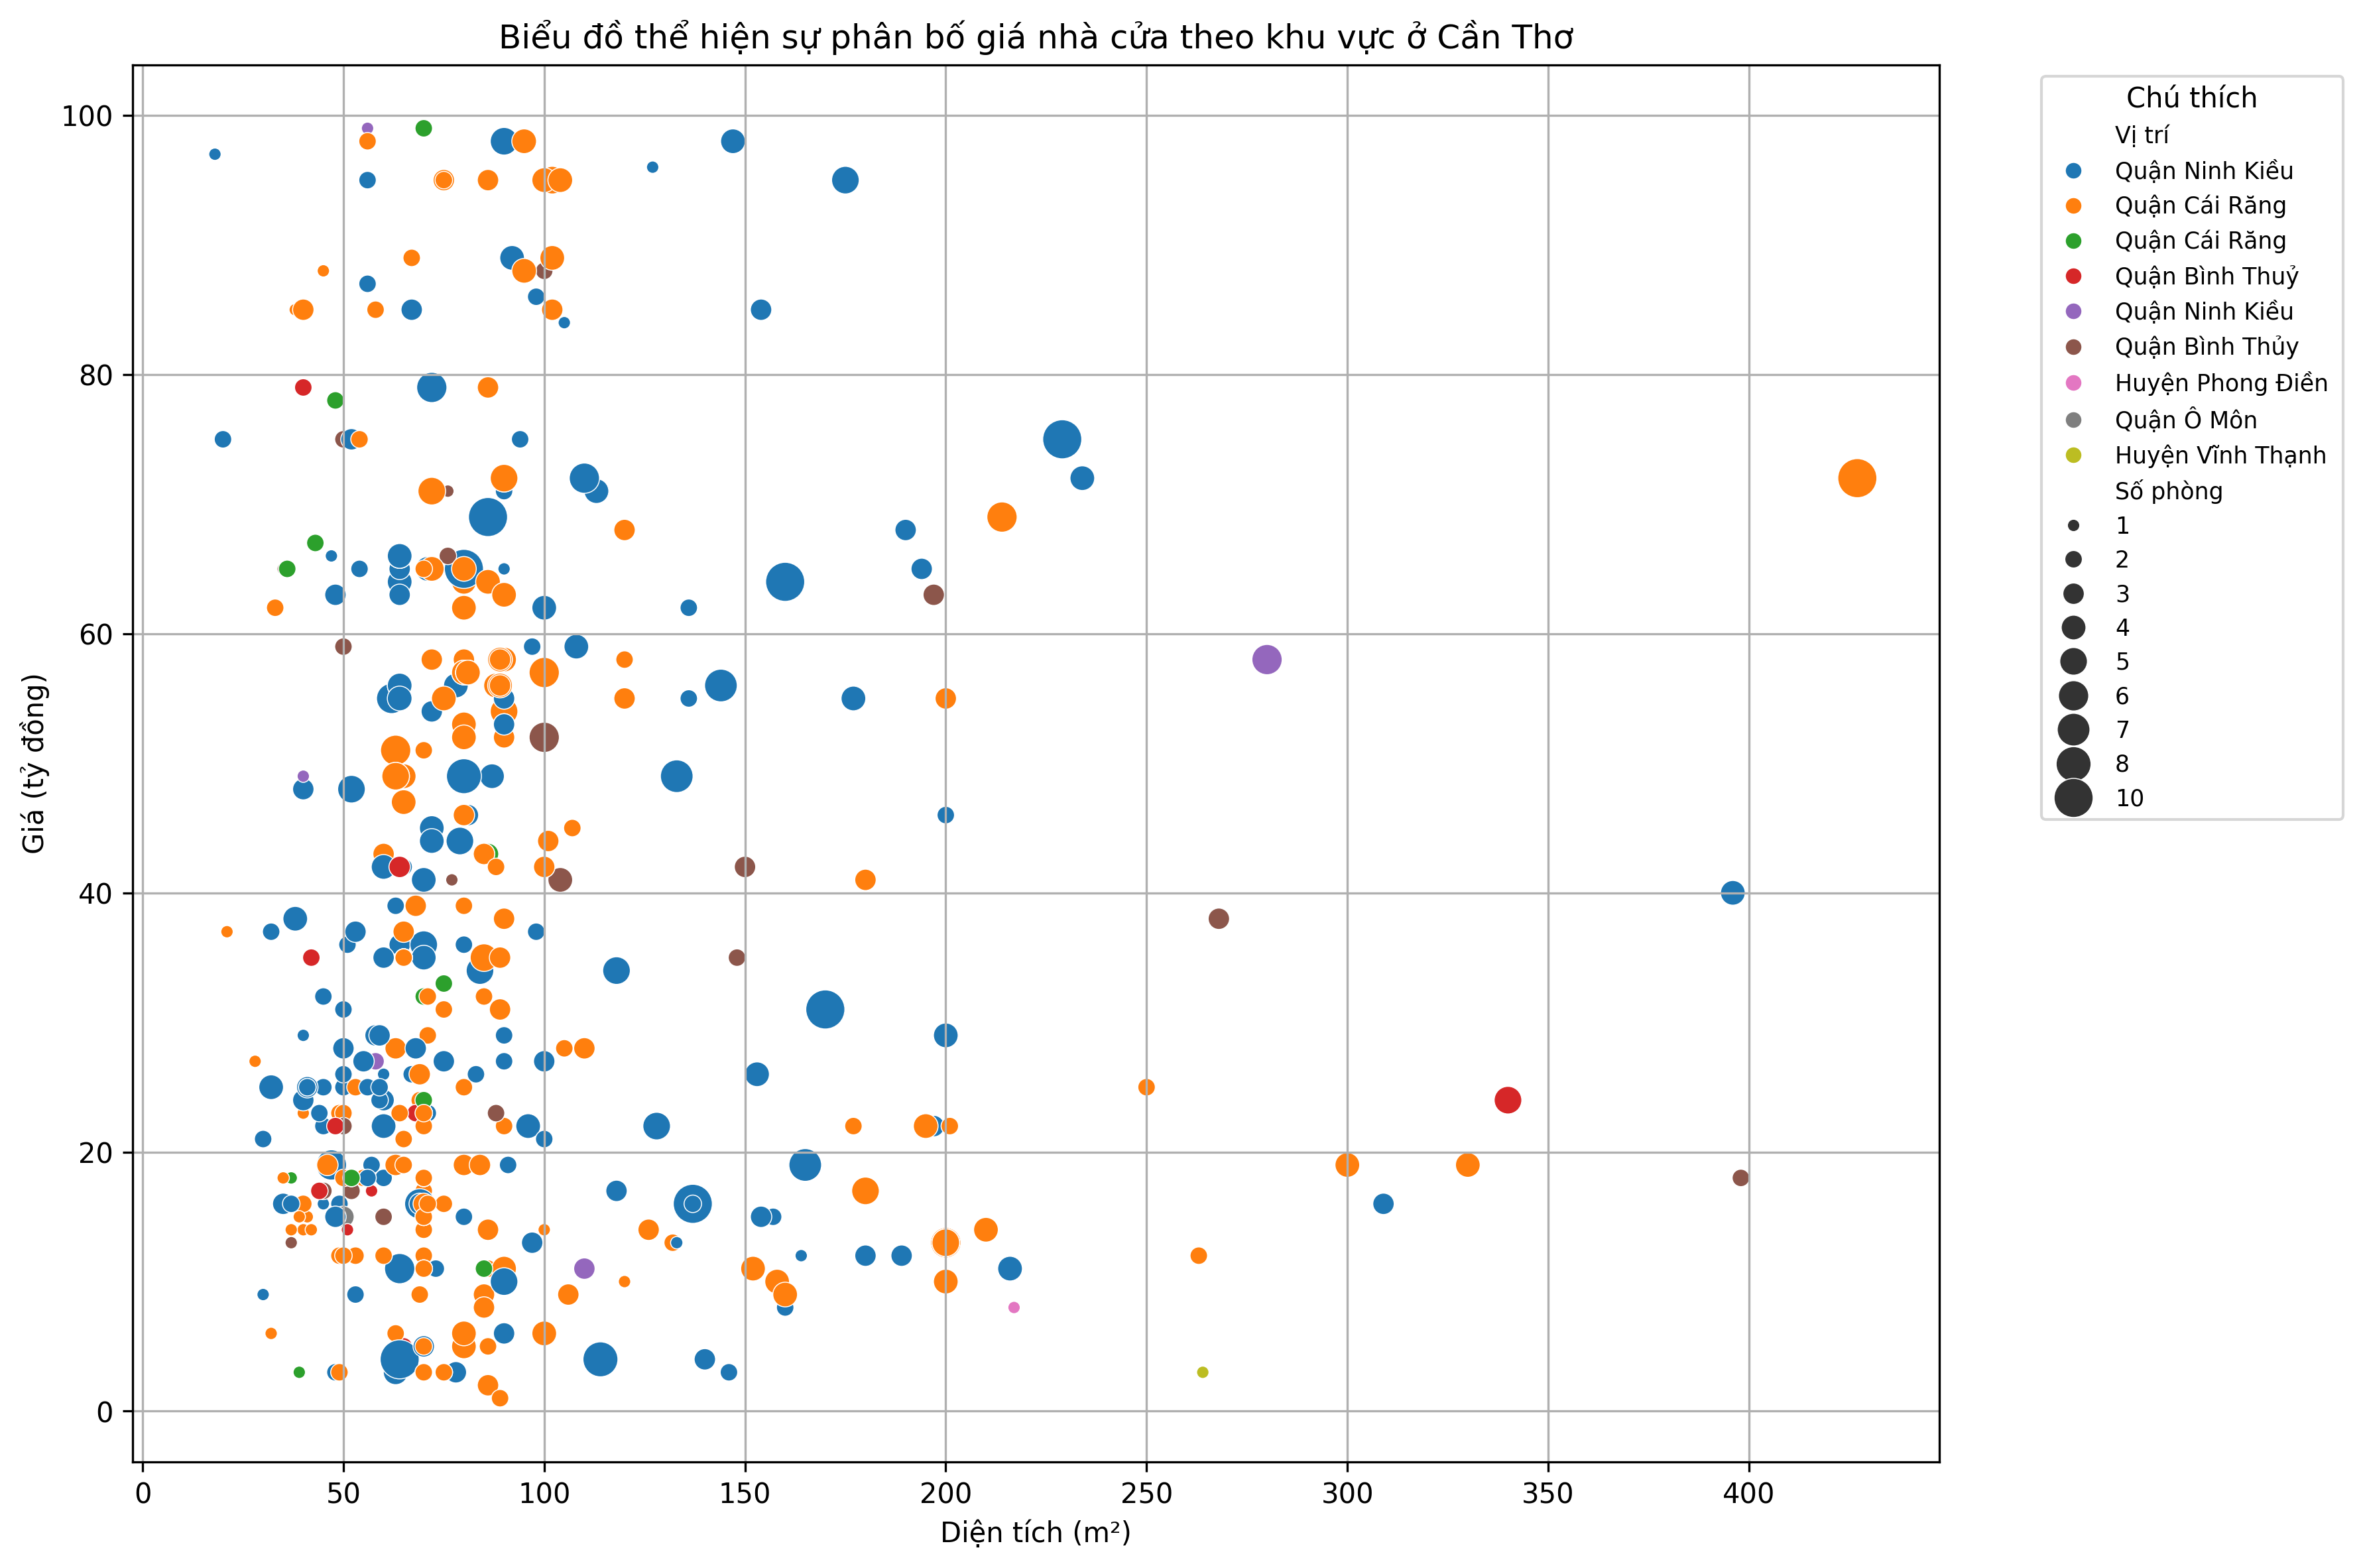 Biểu đồ thể hiện sự phân bố giá nhà cửa theo khu vực ở Cần Thơ
100
80
60
40
20
0
Giá (tỷ đồng)
0 50 100 150 200 250 300 350 400
Diện tích (m²)
Chú thích
Vị trí
Quận Ninh Kiều
Quận Cái Răng
Quận Cái Răng
Quận Bình Thuỷ
Quận Ninh Kiều
Quận Bình Thủy
Huyện Phong Điền
Quận Ô Môn
Huyện Vĩnh Thạnh
Số phòng
1
2
3
4
5
6
7
8
10